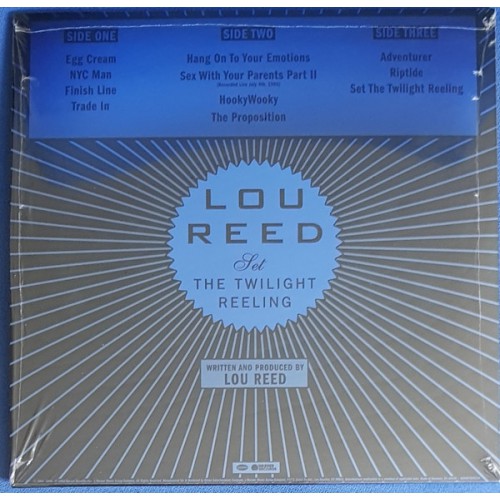 SIDE ONE
Egg Cream
NYC Man
Finish Line
Trade In
SIDE TWO
Hang On To Your Emotions
Sex With Your Parents Part II
HookyWooky
The Proposition
SIDE THREE
Adventurer
Riptide
Set The Twilight Reeling
LOU
REED
Set
THE TWILIGHT
REELING
WRITTEN AND PRODUCED BY
LOU REED